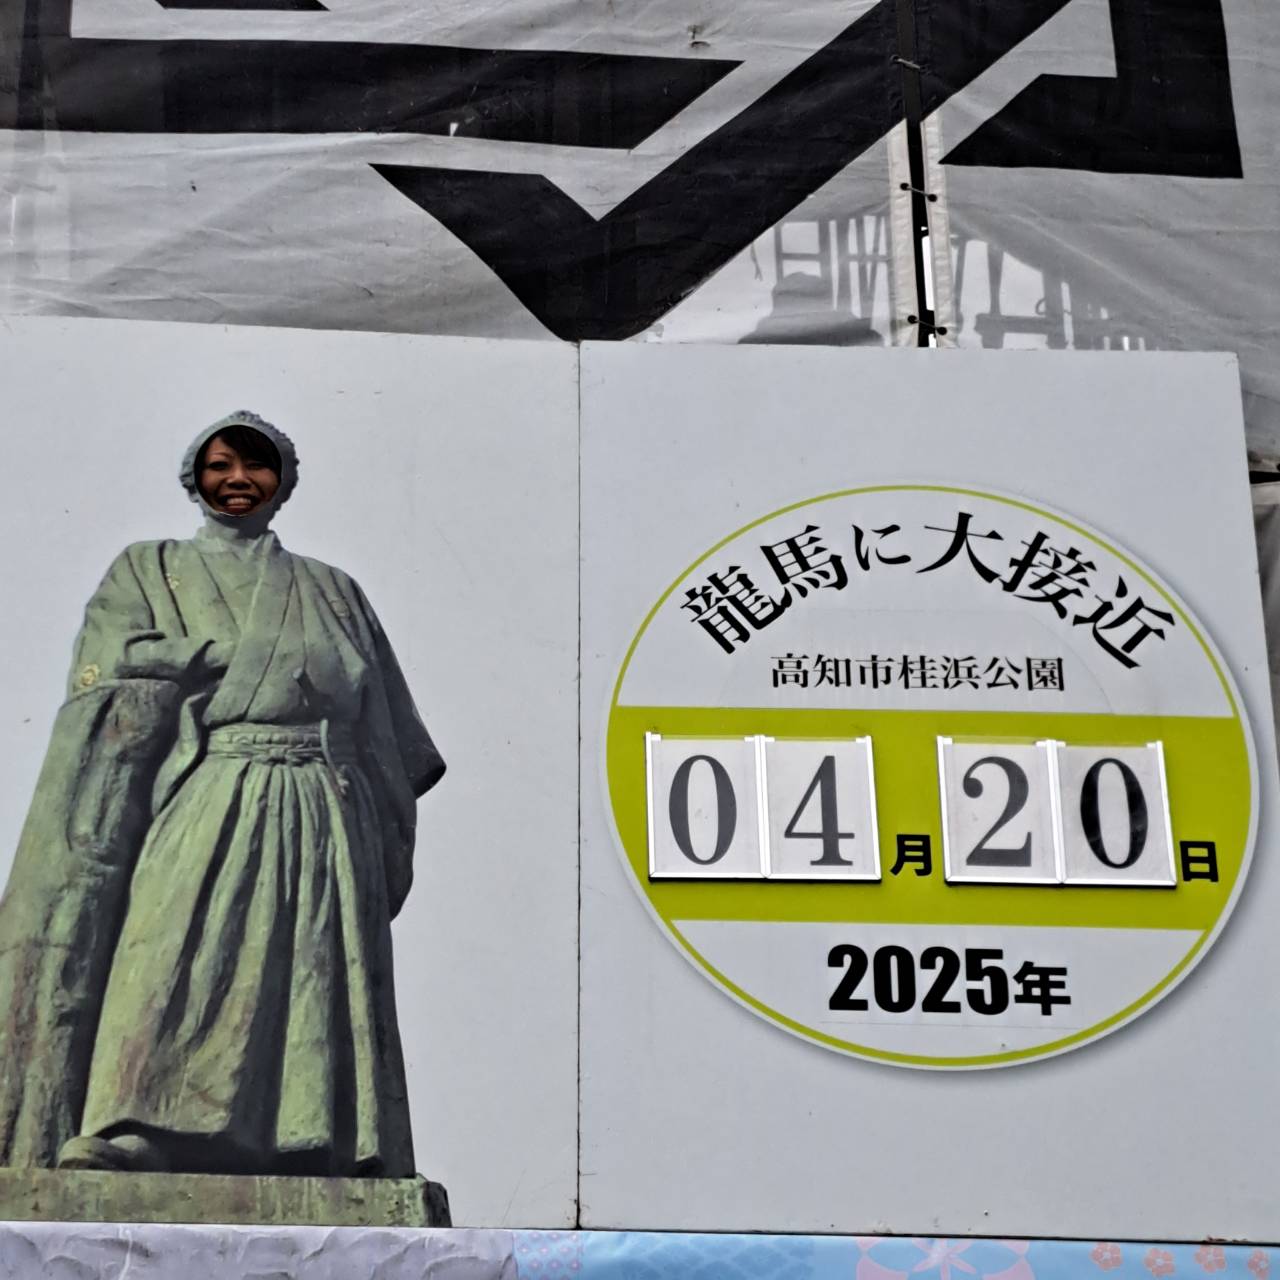 龍馬に大接近
高知市桂浜公園
04月20日
2025年